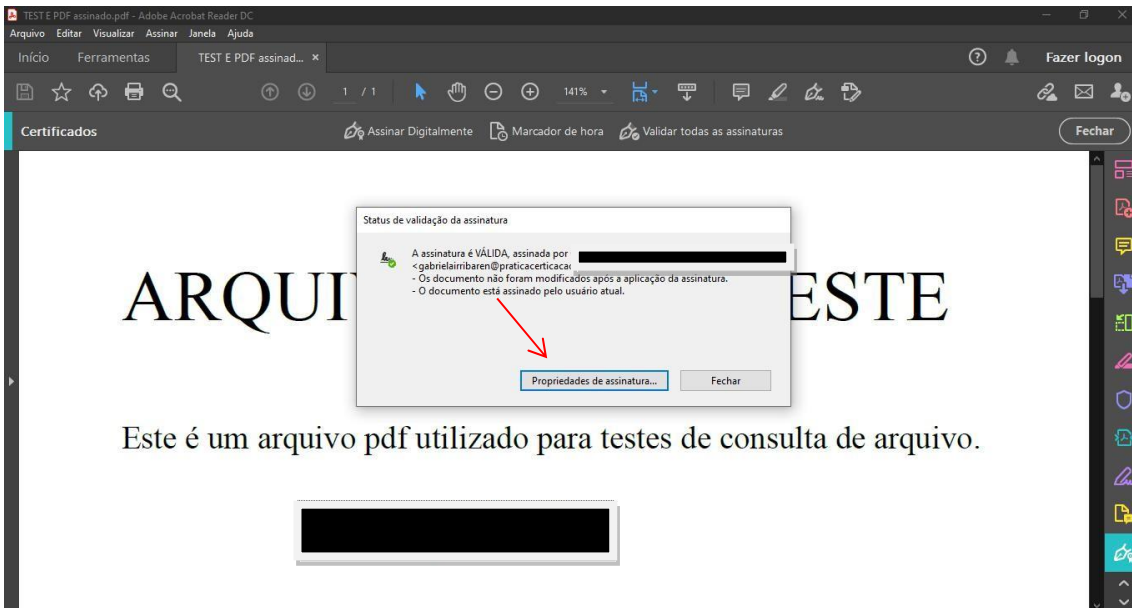 TEST E PDF assinado.pdf - Adobe Acrobat Reader DC
Arquivo Editar Visualizar Assinar Janela Ajuda
Início Ferramentas TEST E PDF assinad... × Fazer logon
1 / 1 141%
Certificados Assinar Digitalmente Marcador de hora Validar todas as assinaturas Fechar
Status de validação da assinatura
A assinatura é VÁLIDA, assinada por
<gabrielairribaren@praticacerticaca
- Os documento não foram modificados após a aplicação da assinatura.
- O documento está assinado pelo usuário atual.
Propriedades de assinatura... Fechar
ARQUI ESTE
Este é um arquivo pdf utilizado para testes de consulta de arquivo.